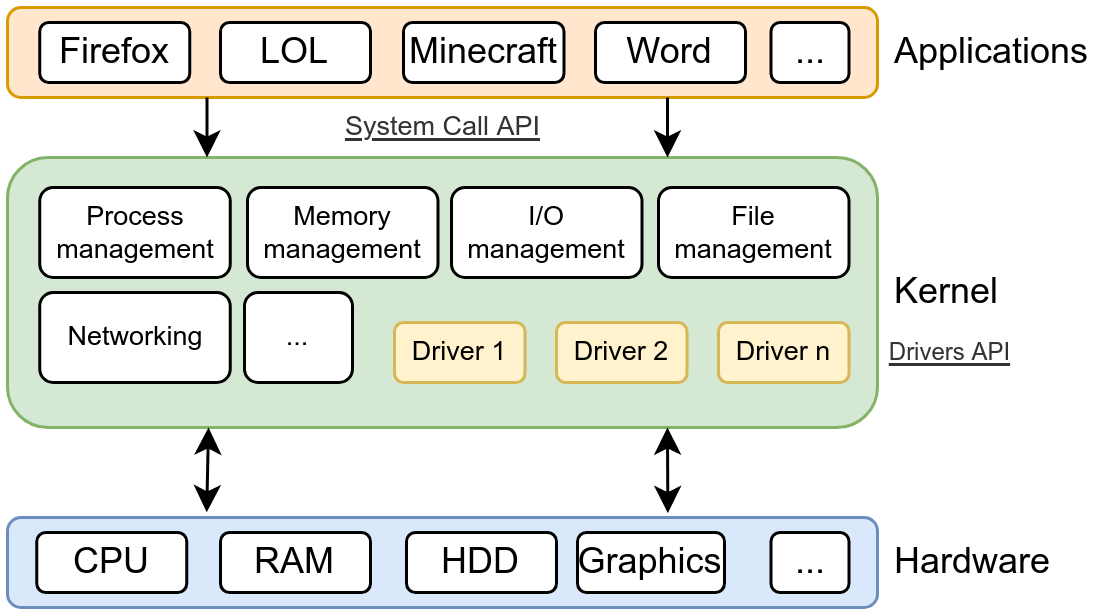 Firefox
LOL
Minecraft
Word
...
Applications
System Call API
Process
management
Memory
management
I/O
management
File
management
Kernel
Networking
...
Driver 1
Driver 2
Driver n
Drivers API
CPU
RAM
HDD
Graphics
...
Hardware